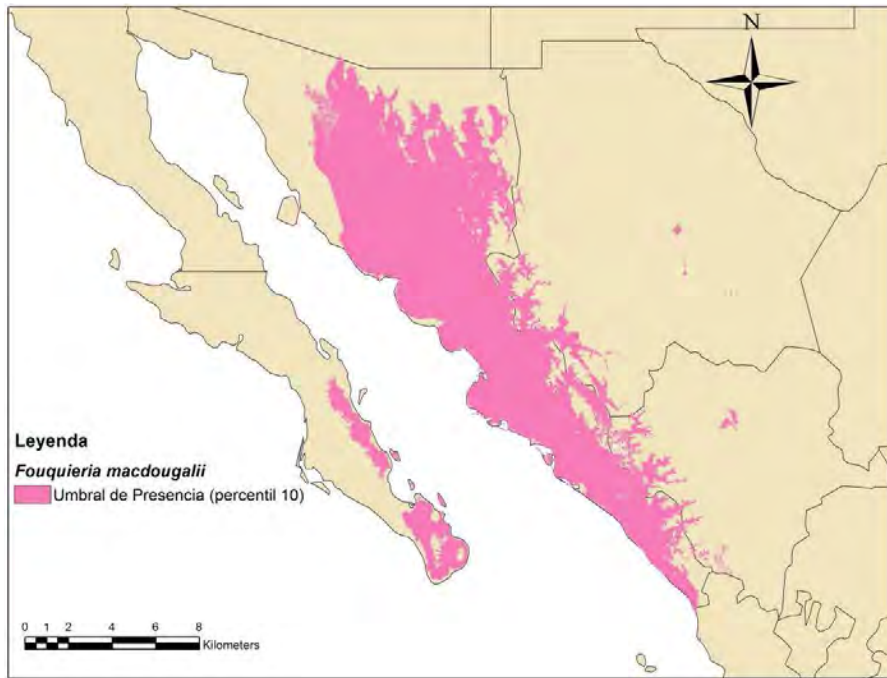 N
Leyenda
Fouquieria macdougalii
Umbral de Presencia (percentil 10)
0 1 2 4 6 8
Kilometers